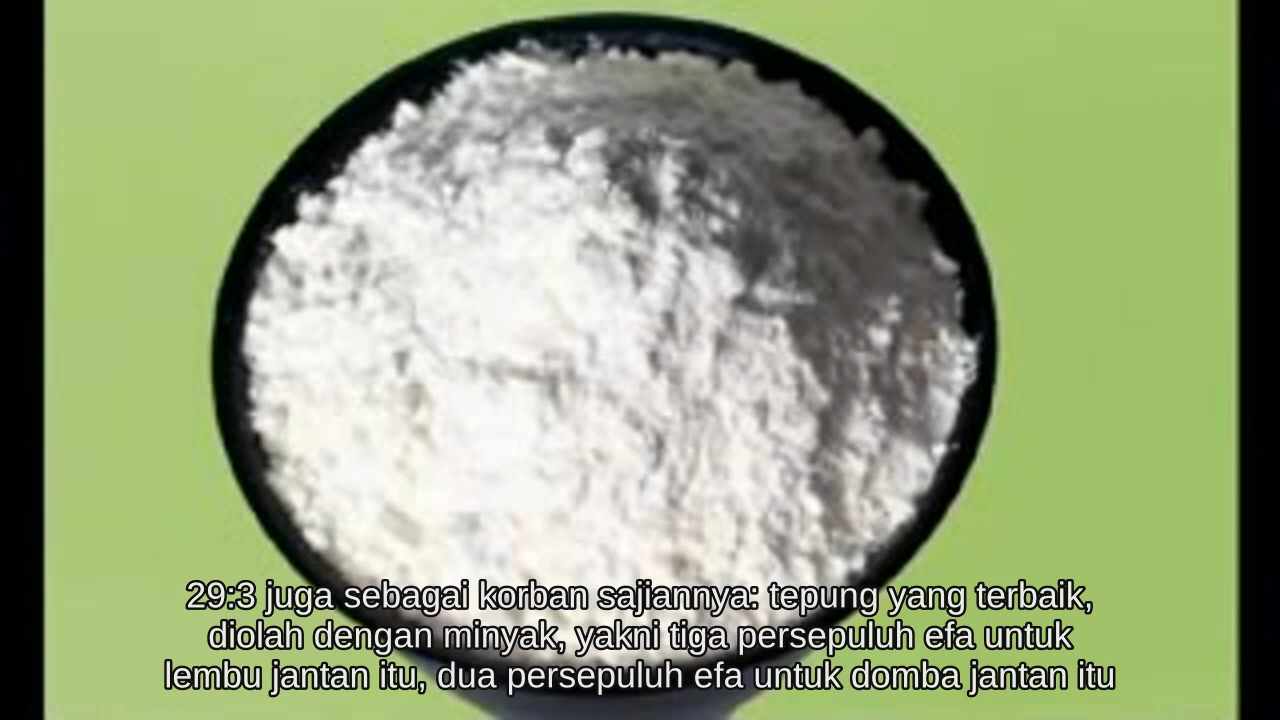 29:3 juga sebagai korban sajiannya: tepung yang terbaik,
diolah dengan minyak, yakni tiga persepuluh efa untuk
lembu jantan itu, dua persepuluh efa untuk domba jantan itu